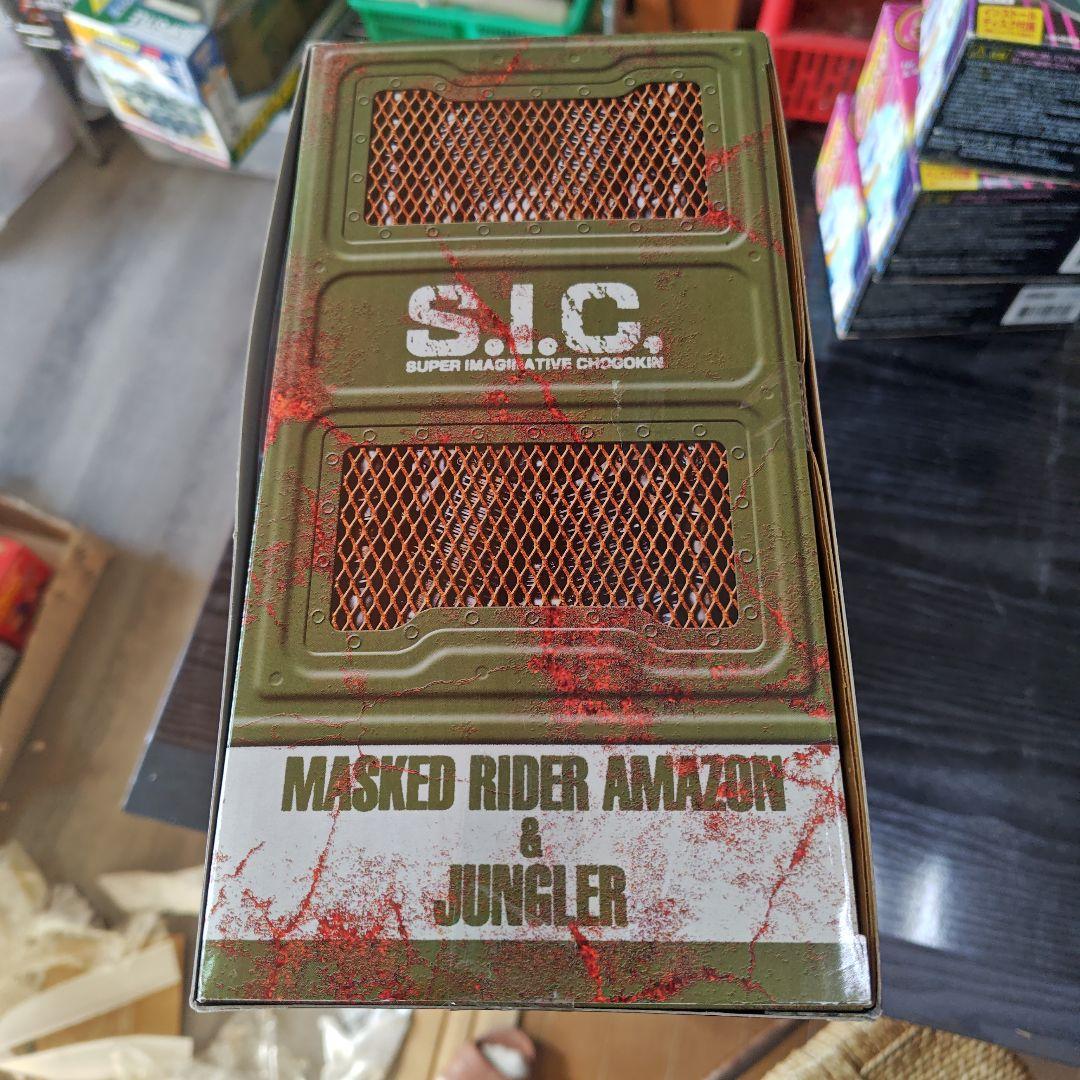 S.I.C.
SUPER IMAGINATIVE CHOGOKIN
MASKED RIDER AMAZON
&
JUNGLER